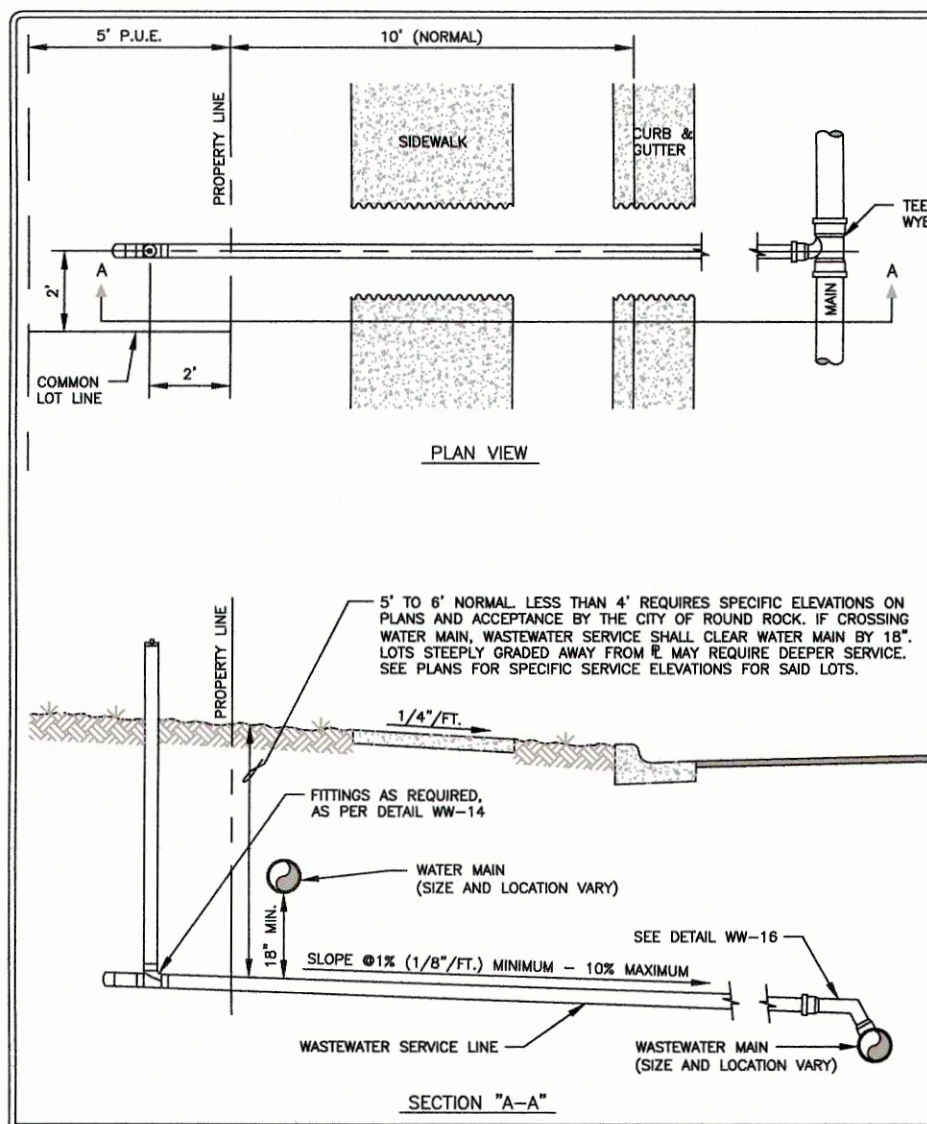 5' P.U.E.
10' (NORMAL)
PROPERTY LINE
SIDEWALK
CURB &
GUTTER
TEE
WYE
MAIN
A
A
2'
2'
COMMON
LOT LINE
PLAN VIEW
5' TO 6' NORMAL. LESS THAN 4' REQUIRES SPECIFIC ELEVATIONS ON
PLANS AND ACCEPTANCE BY THE CITY OF ROUND ROCK. IF CROSSING
WATER MAIN, WASTEWATER SERVICE SHALL CLEAR WATER MAIN BY 18".
LOTS STEEPLY GRADED AWAY FROM ℙL MAY REQUIRE DEEPER SERVICE.
SEE PLANS FOR SPECIFIC SERVICE ELEVATIONS FOR SAID LOTS.
PROPERTY LINE
1/4"/FT.
FITTINGS AS REQUIRED,
AS PER DETAIL WW-14
WATER MAIN
(SIZE AND LOCATION VARY)
18" MIN.
SEE DETAIL WW-16
SLOPE @1% (1/8"/FT.) MINIMUM - 10% MAXIMUM
WASTEWATER SERVICE LINE
WASTEWATER MAIN
(SIZE AND LOCATION VARY)
SECTION "A-A"